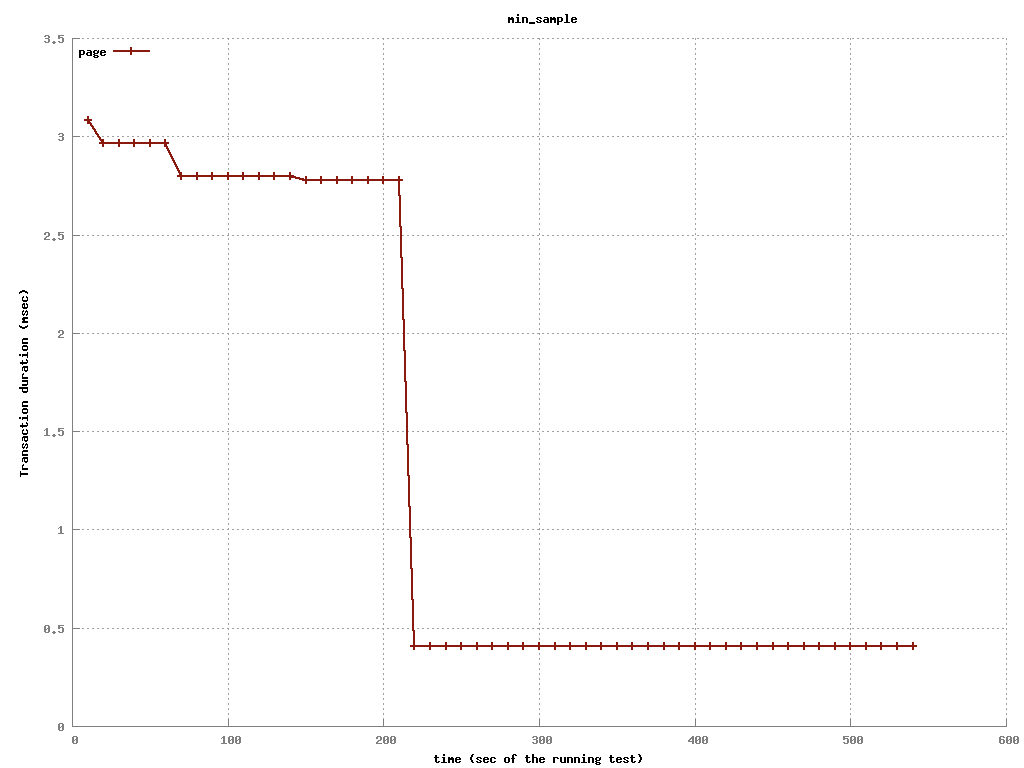 min_sample
3.5
page
3
2.5
2
1.5
1
0.5
0
Transaction duration (msec)
0 100 200 300 400 500 600
time (sec of the running test)